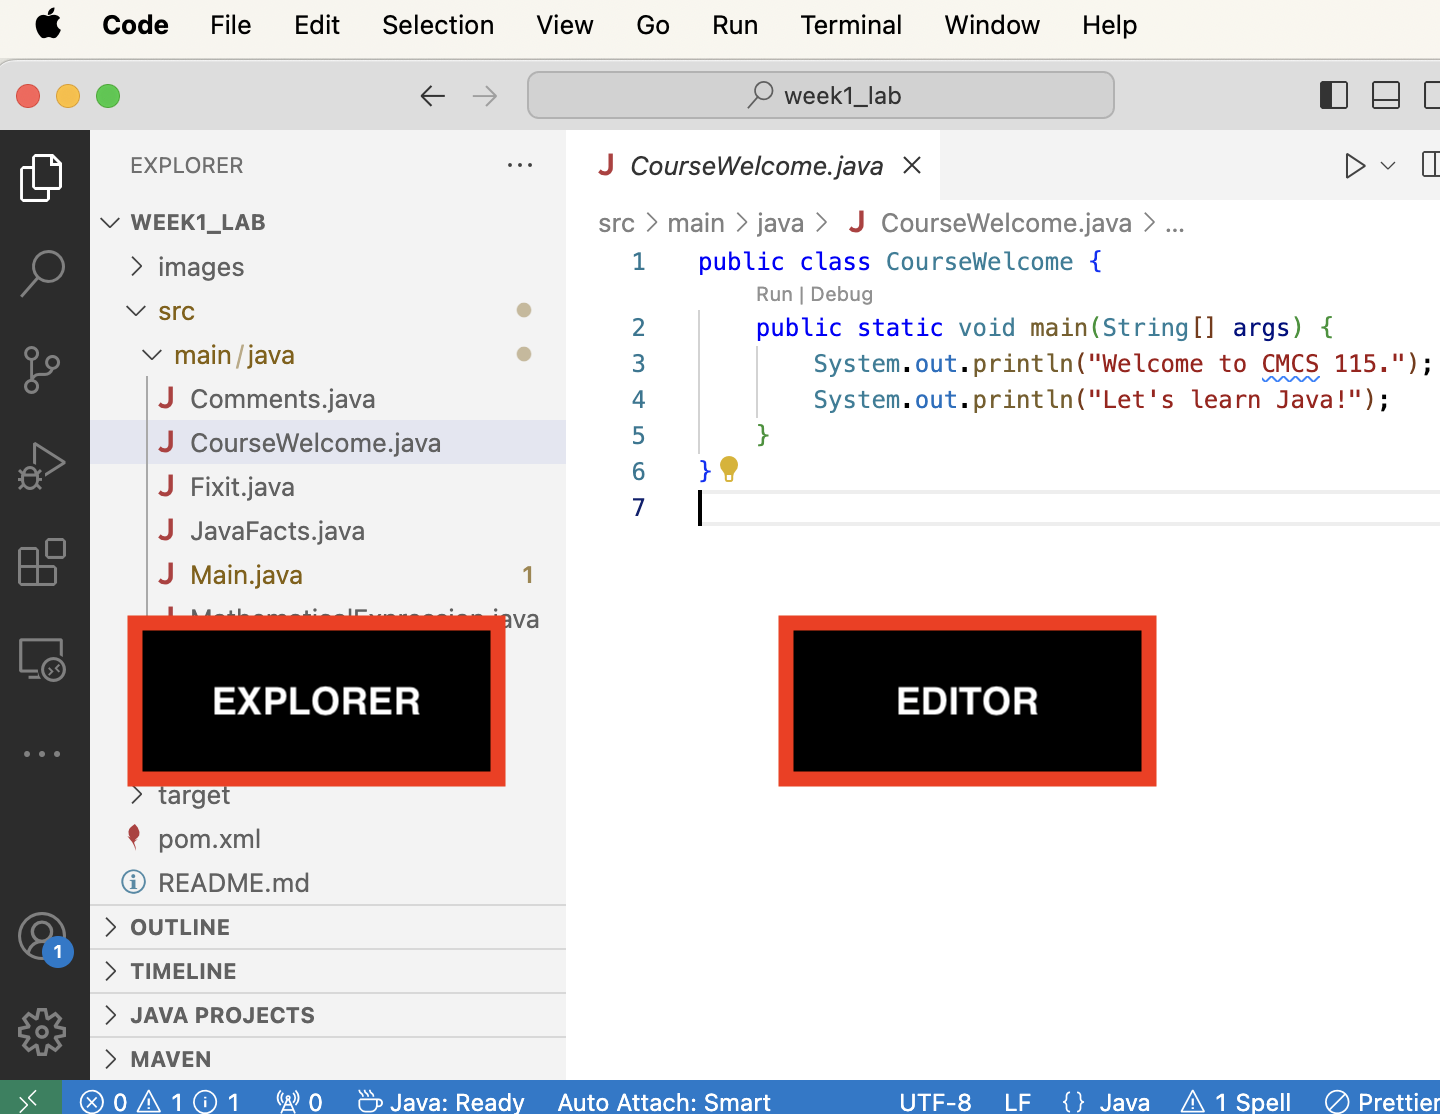 Code File Edit Selection View Go Run Terminal Window Help
week1_lab
EXPLORER
WEEK1_LAB
images
src
main/java
Comments.java
CourseWelcome.java
Fixit.java
JavaFacts.java
Main.java 1
MathematicalExpression.java
EXPLORER
target
pom.xml
README.md
OUTLINE
TIMELINE
JAVA PROJECTS
MAVEN
1
CourseWelcome.java
src > main > java > J CourseWelcome.java > ...
1 public class CourseWelcome {
Run | Debug
2 public static void main(String[] args) {
3 System.out.println("Welcome to CMCS 115.");
4 System.out.println("Let's learn Java!");
5 }
6 }
7
EDITOR
0 1 1 0 Java: Ready Auto Attach: Smart UTF-8 LF {} Java 1 Spell Prettier